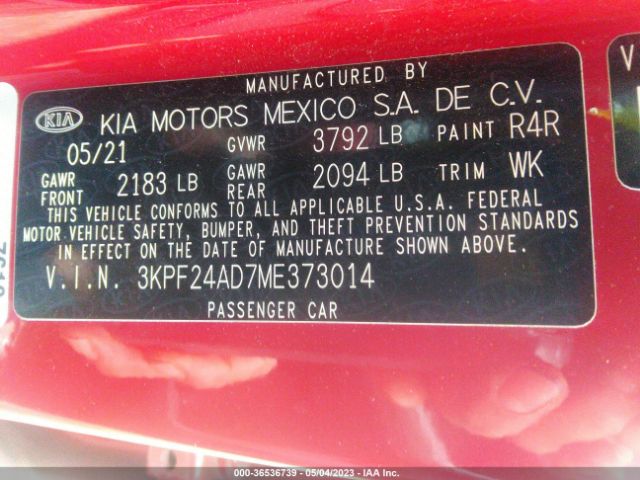 MANUFACTURED BY
KIA KIA MOTORS MEXICO S.A. DE C.V.
05/21 GVWR 3792 LB PAINT R4R
GAWR FRONT 2183 LB GAWR REAR 2094 LB TRIM WK
THIS VEHICLE CONFORMS TO ALL APPLICABLE U.S.A. FEDERAL
MOTOR VEHICLE SAFETY, BUMPER, AND THEFT PREVENTION STANDARDS
IN EFFECT ON THE DATE OF MANUFACTURE SHOWN ABOVE.
V.I.N. 3KPF24AD7ME373014
PASSENGER CAR
000-36536739 - 05/04/2023 - IAA Inc.